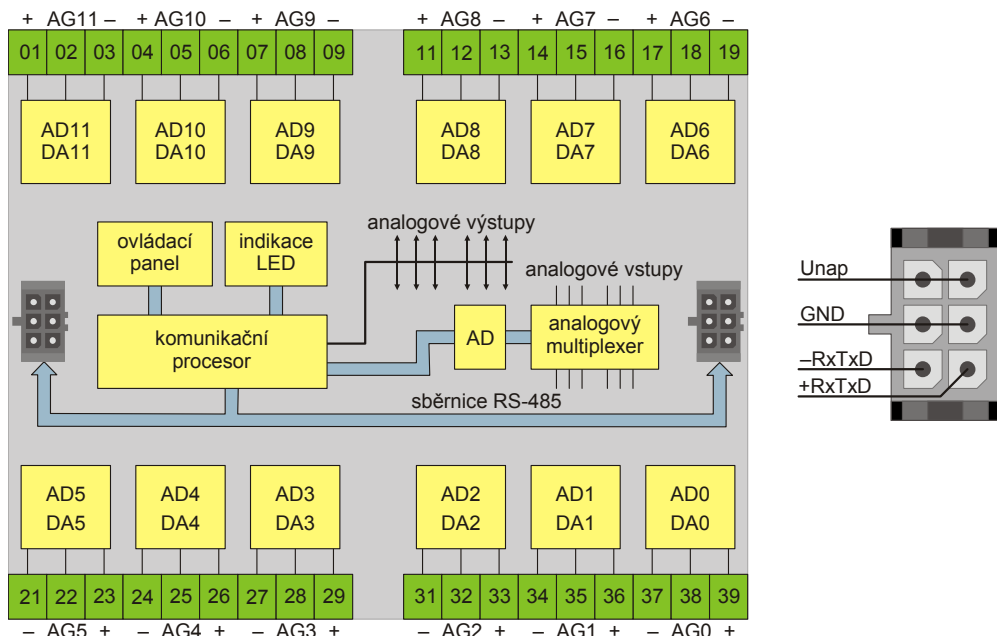 + AG11 – + AG10 – + AG9 – + AG8 – + AG7 – + AG6 –
01 02 03 04 05 06 07 08 09 11 12 13 14 15 16 17 18 19
AD11 AD10 AD9 AD8 AD7 AD6
DA11 DA10 DA9 DA8 DA7 DA6
analogové výstupy
ovládací
panel
indikace
LED
analogové vstupy
komunikační
procesor
AD
analogový
multiplexer
sběrnice RS-485
Unap
GND
–RxTxD
+RxTxD
AD5 AD4 AD3 AD2 AD1 AD0
DA5 DA4 DA3 DA2 DA1 DA0
21 22 23 24 25 26 27 28 29 31 32 33 34 35 36 37 38 39
– AG5 + – AG4 + – AG3 + – AG2 + – AG1 + – AG0 +